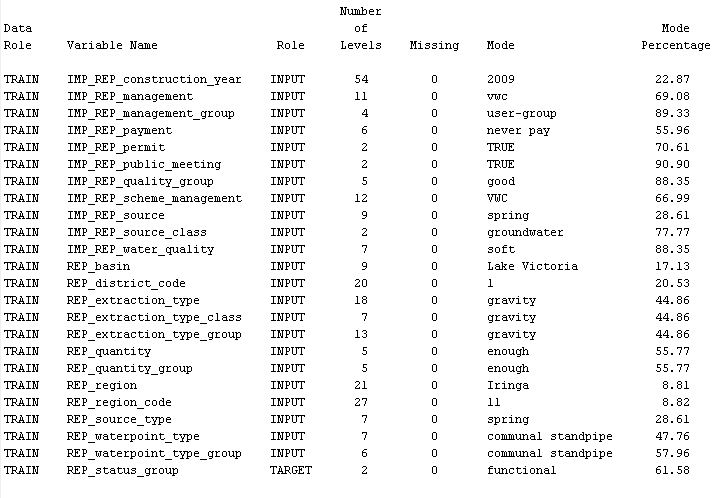 Number
Data of Mode
Role Variable Name Role Levels Missing Mode Percentage
TRAIN IMP_REP_construction_year INPUT 54 0 2009 22.87
TRAIN IMP_REP_management INPUT 11 0 vwc 69.08
TRAIN IMP_REP_management_group INPUT 4 0 user-group 89.33
TRAIN IMP_REP_payment INPUT 6 0 never pay 55.96
TRAIN IMP_REP_permit INPUT 2 0 TRUE 70.61
TRAIN IMP_REP_public_meeting INPUT 2 0 TRUE 90.90
TRAIN IMP_REP_quality_group INPUT 5 0 good 88.35
TRAIN IMP_REP_scheme_management INPUT 12 0 VWC 66.99
TRAIN IMP_REP_source INPUT 9 0 spring 28.61
TRAIN IMP_REP_source_class INPUT 2 0 groundwater 77.77
TRAIN IMP_REP_water_quality INPUT 7 0 soft 88.35
TRAIN REP_basin INPUT 9 0 Lake Victoria 17.13
TRAIN REP_district_code INPUT 20 0 1 20.53
TRAIN REP_extraction_type INPUT 18 0 gravity 44.86
TRAIN REP_extraction_type_class INPUT 7 0 gravity 44.86
TRAIN REP_extraction_type_group INPUT 13 0 gravity 44.86
TRAIN REP_quantity INPUT 5 0 enough 55.77
TRAIN REP_quantity_group INPUT 5 0 enough 55.77
TRAIN REP_region INPUT 21 0 Iringa 8.81
TRAIN REP_region_code INPUT 27 0 11 8.82
TRAIN REP_source_type INPUT 7 0 spring 28.61
TRAIN REP_waterpoint_type INPUT 7 0 communal standpipe 47.76
TRAIN REP_waterpoint_type_group INPUT 6 0 communal standpipe 57.96
TRAIN REP_status_group TARGET 2 0 functional 61.58